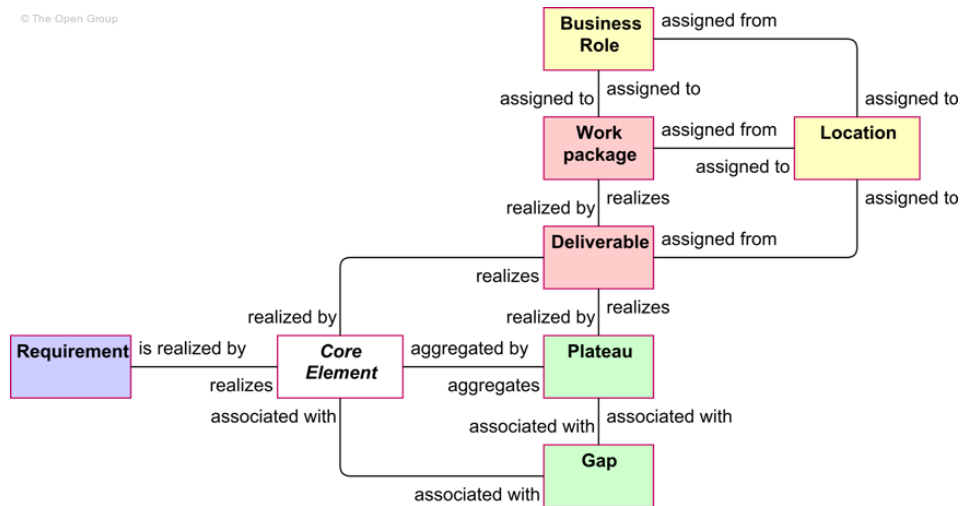 © The Open Group
Business
Role
assigned from
assigned to
assigned to
assigned to
Work
package
assigned from
Location
assigned to
realizes
realized by
assigned to
Deliverable
assigned from
realizes
realizes
realized by
realized by
Requirement
is realized by
Core
Element
aggregated by
Plateau
realizes
aggregates
associated with
associated with
associated with
Gap
associated with